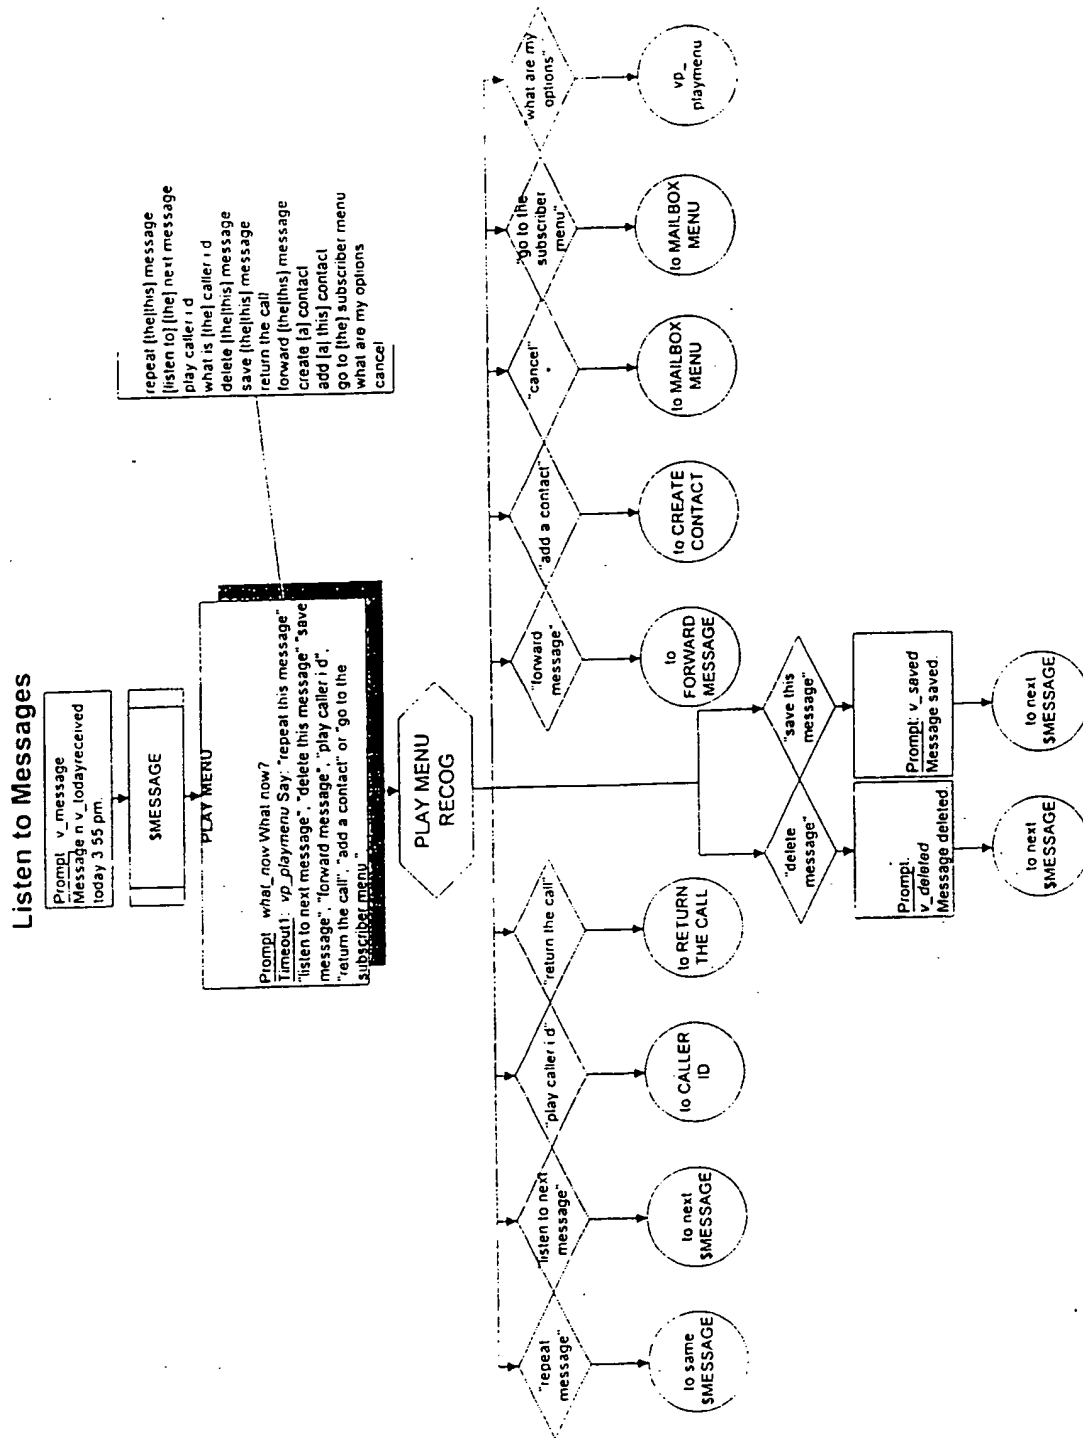 Listen to Messages
Prompt v_message
Message n v_todayreceived
today 3 55 pm.
$MESSAGE
PLAY MENU
Prompt what_now What now?
Timeout1: vp_playmenu Say: "repeat this message"
"listen to next message", "delete this message" "save
message", "forward message", "play caller i d",
"return the call", "add a contact" or "go to the
subscriber menu"
repeat [the|this] message
[listen to] [the] next message
play caller i d
what is [the] caller i d
delete [the|this] message
save [the|this] message
return the call
forward [the|this] message
create [a] contact
add [a| this] contact
go to [the] subscriber menu
what are my options
cancel
PLAY MENU
RECOG
"repeat
message"
"listen to next
message"
"play caller i d"
"return the call"
"forward
message"
"add a contact"
"cancel"
"go to the
subscriber
menu"
"what are my
options"
to same
$MESSAGE
to next
$MESSAGE
to CALLER
ID
to RETURN
THE CALL
to
FORWARD
MESSAGE
to CREATE
CONTACT
to MAILBOX
MENU
to MAILBOX
MENU
vp_
playmenu
"delete
message"
"save this
message"
Prompt.
v_deleted
Message deleted.
Prompt: v_saved
Message saved.
to next
$MESSAGE
to next
$MESSAGE